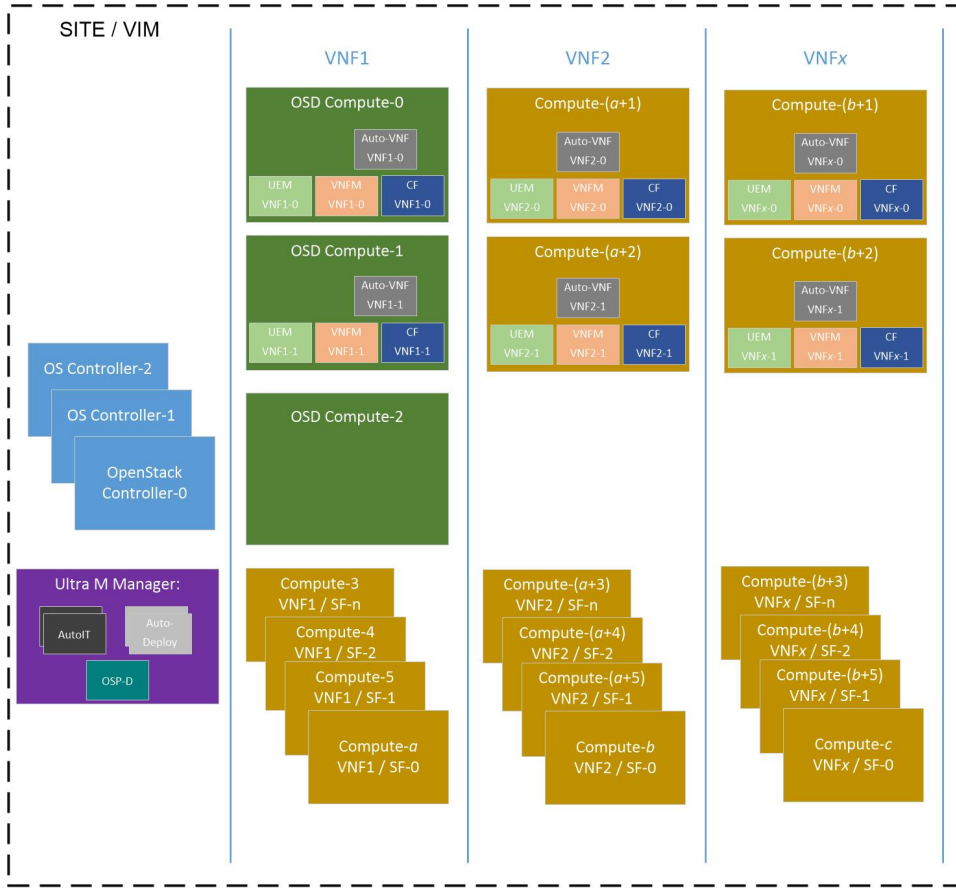 SITE / VIM
OS Controller-2
OS Controller-1
OpenStack
Controller-0
Ultra M Manager:
AutoIT
Auto-
Deploy
OSP-D
VNF1
OSD Compute-0
Auto-VNF
VNF1-0
UEM
VNF1-0
VNFM
VNF1-0
CF
VNF1-0
OSD Compute-1
Auto-VNF
VNF1-1
UEM
VNF1-1
VNFM
VNF1-1
CF
VNF1-1
OSD Compute-2
Compute-3
VNF1 / SF-n
Compute-4
VNF1 / SF-2
Compute-5
VNF1 / SF-1
Compute-a
VNF1 / SF-0
VNF2
Compute-(a+1)
Auto-VNF
VNF2-0
UEM
VNF2-0
VNFM
VNF2-0
CF
VNF2-0
Compute-(a+2)
Auto-VNF
VNF2-1
UEM
VNF2-1
VNFM
VNF2-1
CF
VNF2-1
Compute-(a+3)
VNF2 / SF-n
Compute-(a+4)
VNF2 / SF-2
Compute-(a+5)
VNF2 / SF-1
Compute-b
VNF2 / SF-0
VNFx
Compute-(b+1)
Auto-VNF
VNFx-0
UEM
VNFx-0
VNFM
VNFx-0
CF
VNFx-0
Compute-(b+2)
Auto-VNF
VNFx-1
UEM
VNFx-1
VNFM
VNFx-1
CF
VNFx-1
Compute-(b+3)
VNFx / SF-n
Compute-(b+4)
VNFx / SF-2
Compute-(b+5)
VNFx / SF-1
Compute-c
VNFx / SF-0